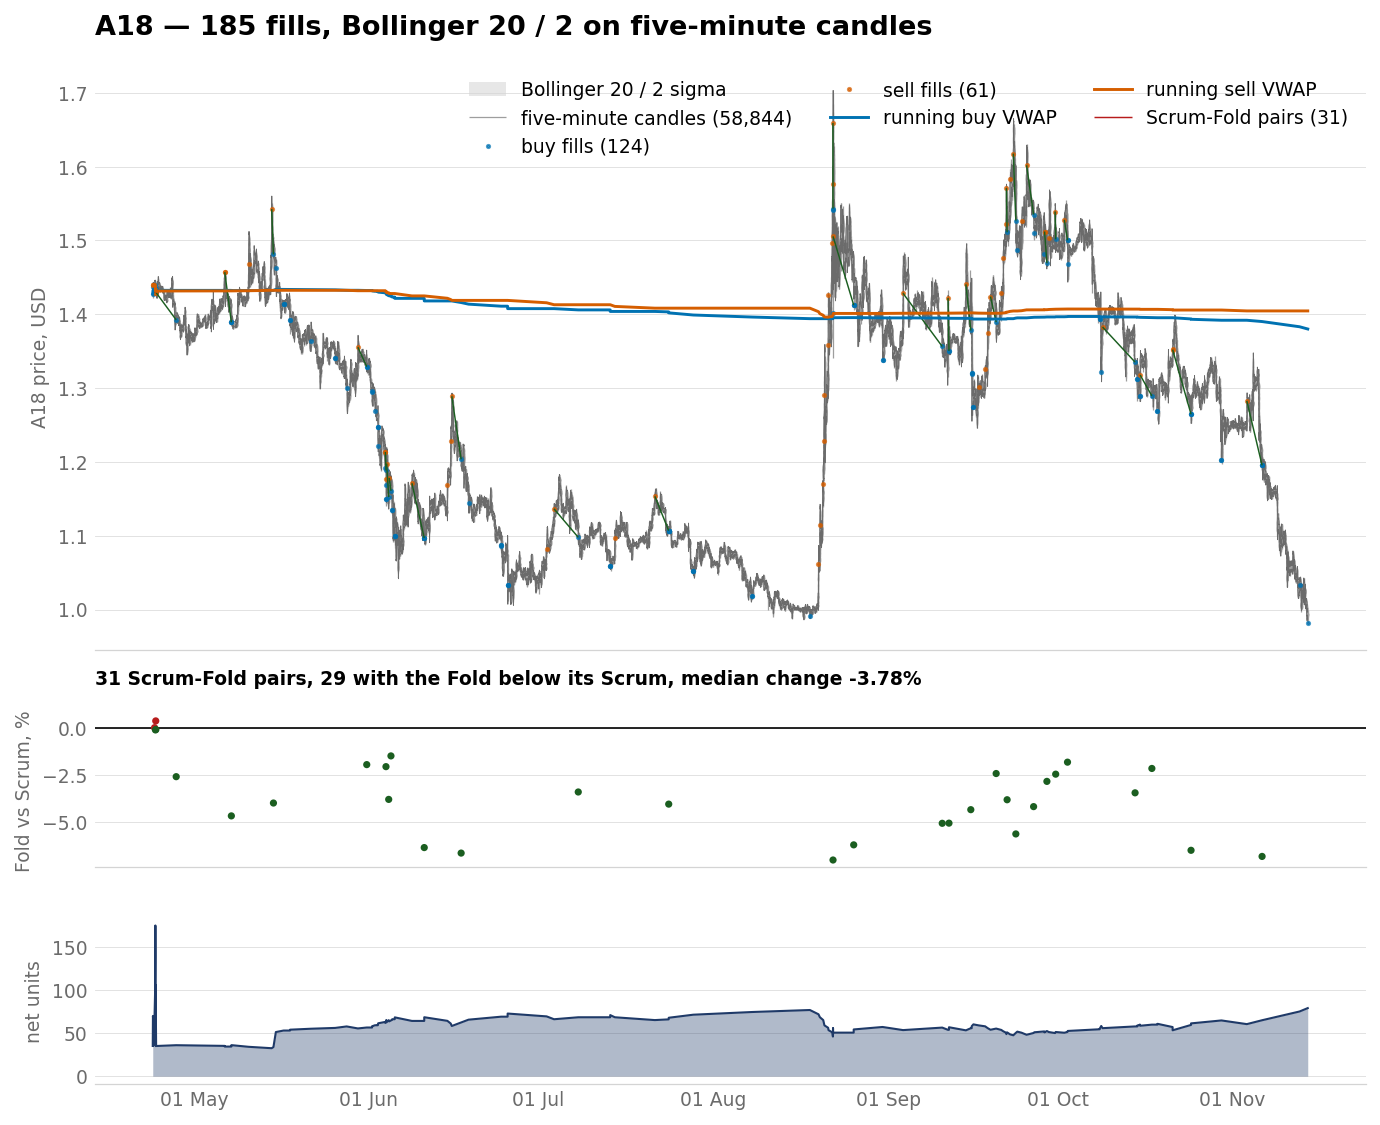 A18 — 185 fills, Bollinger 20 / 2 on five-minute candles
Bollinger 20 / 2 sigma
five-minute candles (58,844)
buy fills (124)
sell fills (61)
running buy VWAP
running sell VWAP
Scrum-Fold pairs (31)
A18 price, USD
1.7
1.6
1.5
1.4
1.3
1.2
1.1
1.0
31 Scrum-Fold pairs, 29 with the Fold below its Scrum, median change -3.78%
Fold vs Scrum, %
0.0
−2.5
−5.0
net units
150
100
50
0
01 May
01 Jun
01 Jul
01 Aug
01 Sep
01 Oct
01 Nov